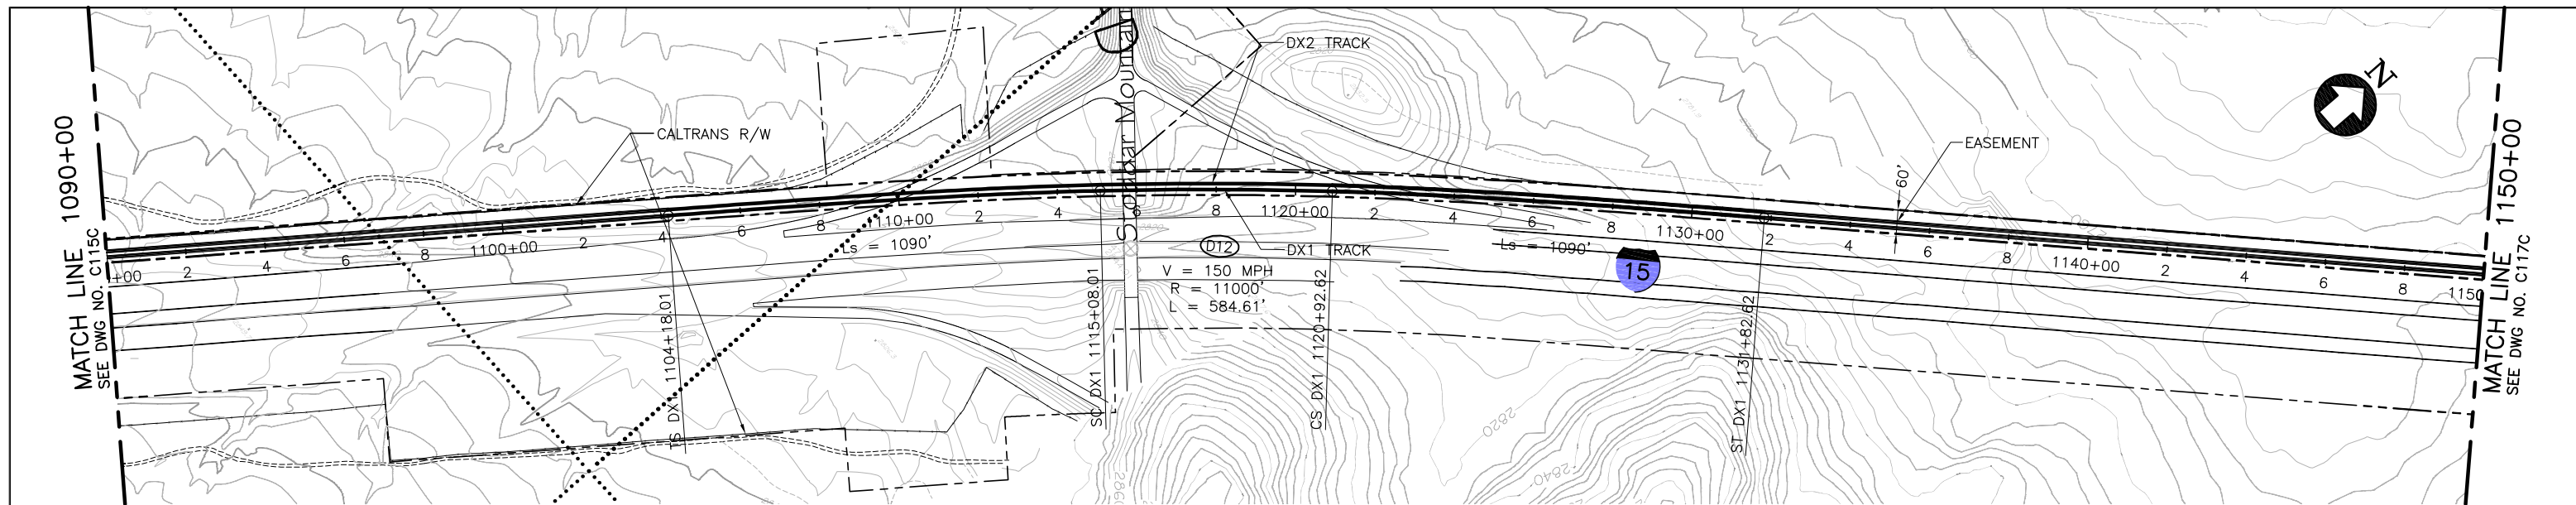 MATCH LINE 1090+00
SEE DWG NO. C115C
CALTRANS R/W
DX2 TRACK
EASEMENT
60'
N
+00
2
4
6
8
1100+00
2
4
6
8
1110+00
2
4
6
8
1120+00
2
4
6
8
1130+00
2
4
6
8
1140+00
2
4
6
8
1150
Stoddar Mountain
Ls = 1090'
D12
DX1 TRACK
V = 150 MPH
R = 11000'
L = 584.61'
Ls = 1090'
15
TS DX1 1104+18.01
SC DX1 1115+08.01
CS DX1 1120+92.62
ST DX1 1131+82.62
2820
2840
MATCH LINE 1150+00
SEE DWG NO. C117C